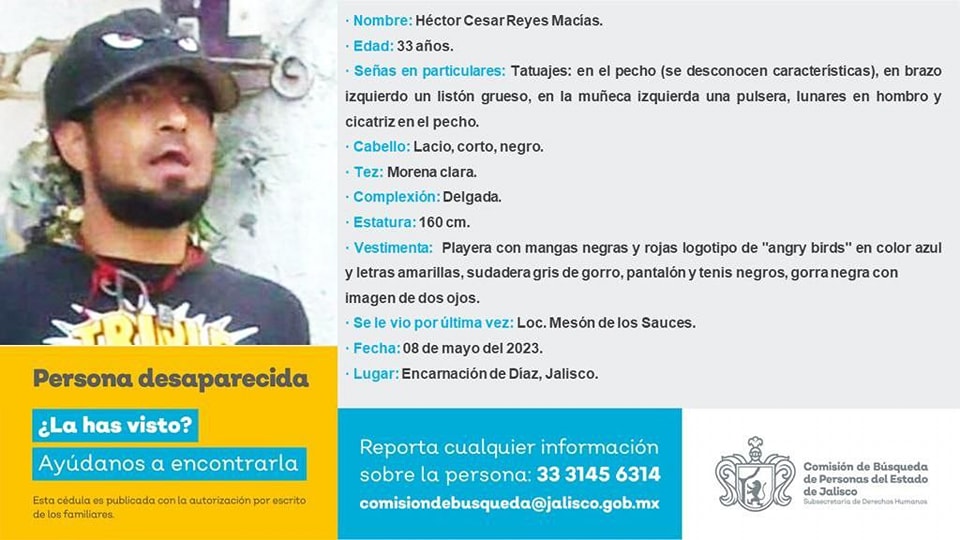 · Nombre: Héctor Cesar Reyes Macías.
· Edad: 33 años.
· Señas en particulares: Tatuajes: en el pecho (se desconocen características), en brazo
izquierdo un listón grueso, en la muñeca izquierda una pulsera, lunares en hombro y
cicatriz en el pecho.
· Cabello: Lacio, corto, negro.
· Tez: Morena clara.
· Complexión: Delgada.
· Estatura: 160 cm.
· Vestimenta: Playera con mangas negras y rojas logotipo de "angry birds" en color azul
y letras amarillas, sudadera gris de gorro, pantalón y tenis negros, gorra negra con
imagen de dos ojos.
· Se le vio por última vez: Loc. Mesón de los Sauces.
· Fecha: 08 de mayo del 2023.
· Lugar: Encarnación de Díaz, Jalisco.
Persona desaparecida
¿La has visto?
Ayúdanos a encontrarla
Esta cédula es publicada con la autorización por escrito
de los familiares.
Reporta cualquier información
sobre la persona: 33 3145 6314
comisiondebusqueda@jalisco.gob.mx
Comisión de Búsqueda
de Personas del Estado
de Jalisco
Subsecretaría de Derechos Humanos